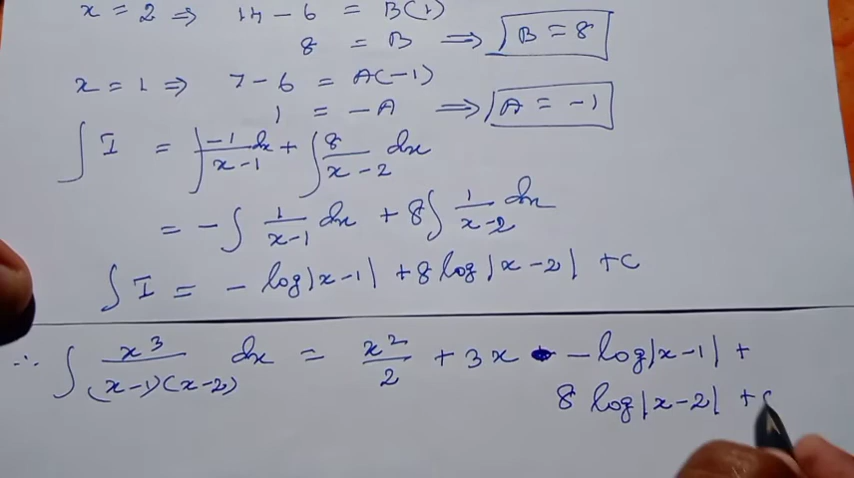 x = 2 ⇒ 14 - 6 = B(1)
8 = B ⟹ B = 8
x = 1 ⇒ 7 - 6 = A(-1)
1 = -A ⟹ A = -1
∫ I = ∫ -1/(x-1) dx + ∫ 8/(x-2) dx
= - ∫ 1/(x-1) dx + 8∫ 1/(x-2) dx
∫ I = - log|x-1| + 8 log|x-2| + c
∴ ∫ x³/((x-1)(x-2)) dx = x²/2 + 3x - log|x-1| +
8 log|x-2| + c